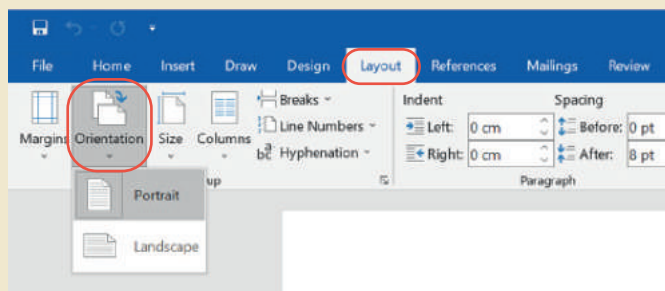 File Home Insert Draw Design Layout References Mailings Review
Margins Orientation Size Columns
Breaks
Line Numbers
Hyphenation
Indent Spacing
Left: 0 cm Before: 0 pt
Right: 0 cm After: 8 pt
up Paragraph
Portrait
Landscape